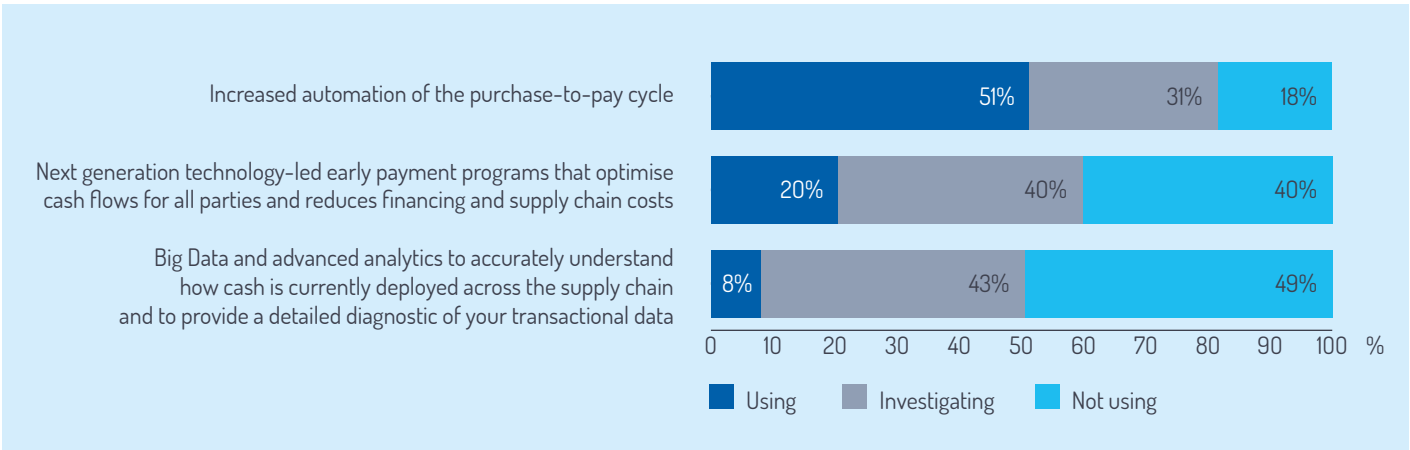 Increased automation of the purchase-to-pay cycle
51%
31%
18%
Next generation technology-led early payment programs that optimise
cash flows for all parties and reduces financing and supply chain costs
20%
40%
40%
Big Data and advanced analytics to accurately understand
how cash is currently deployed across the supply chain
and to provide a detailed diagnostic of your transactional data
8%
43%
49%
0 10 20 30 40 50 60 70 80 90 100 %
Using Investigating Not using